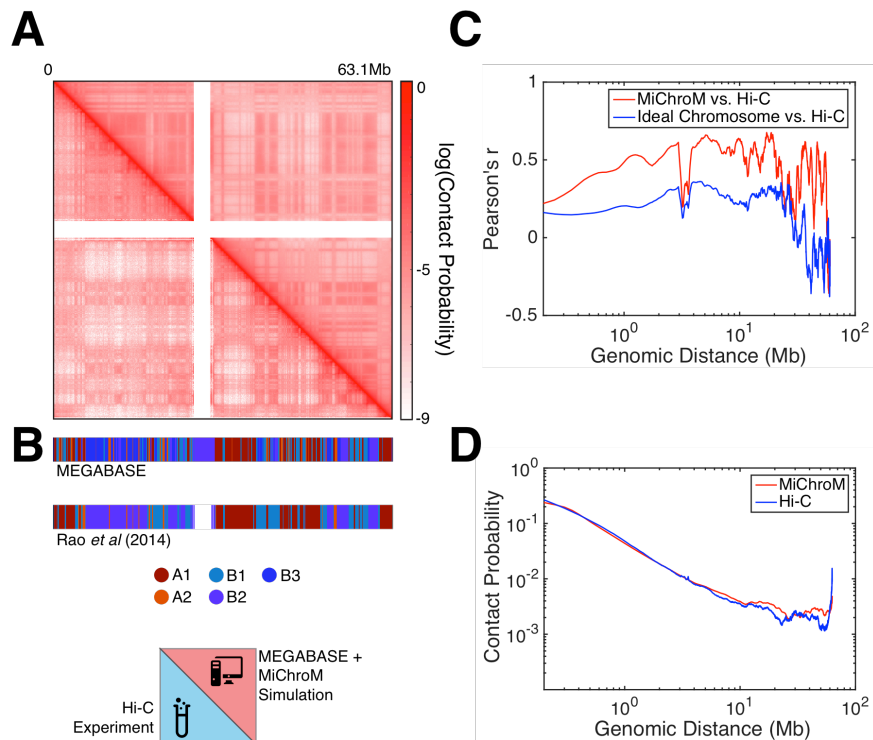 A
0
63.1Mb
0
-5
-9
log(Contact Probability)
B
MEGABASE
Rao et al (2014)
A1
B1
B3
A2
B2
Hi-C
Experiment
MEGABASE +
MiChroM
Simulation
C
MiChroM vs. Hi-C
Ideal Chromosome vs. Hi-C
1
0.5
0
-0.5
Pearson's r
10^0
10^1
10^2
Genomic Distance (Mb)
D
MiChroM
Hi-C
10^0
10^-1
10^-2
10^-3
Contact Probability
10^0
10^1
10^2
Genomic Distance (Mb)